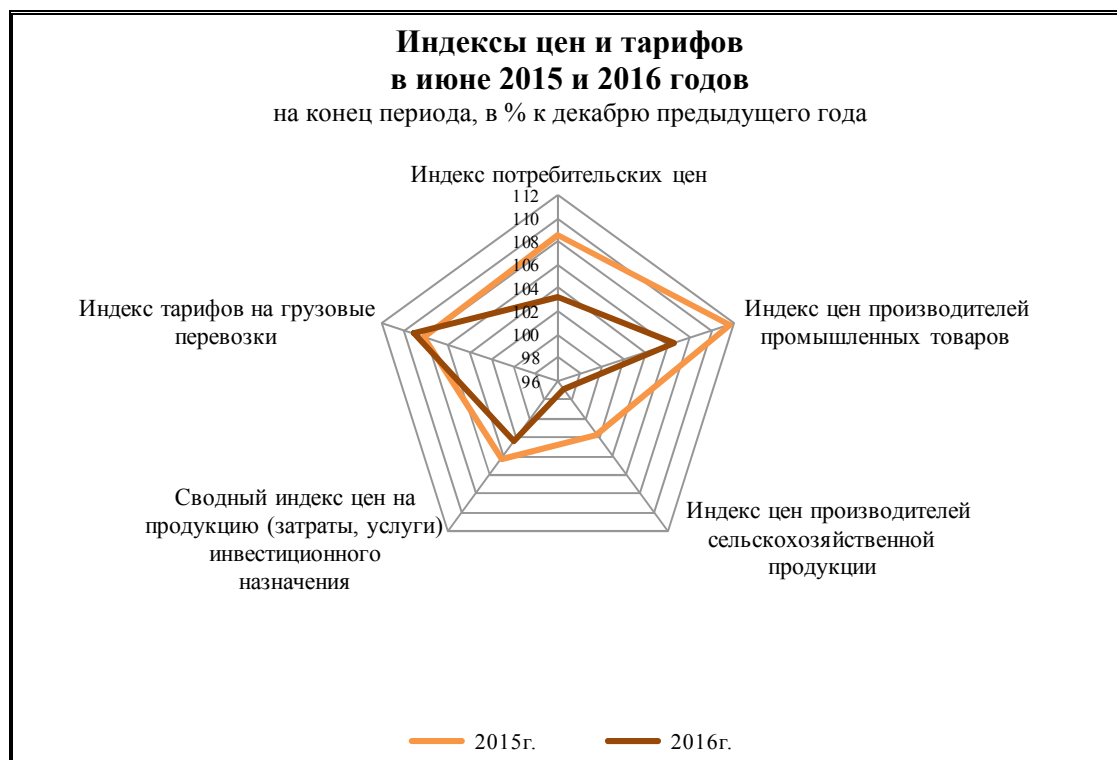 Индексы цен и тарифов
в июне 2015 и 2016 годов
на конец периода, в % к декабрю предыдущего года
Индекс потребительских цен
112
110
108
106
104
102
100
98
96
Индекс тарифов на грузовые
перевозки
Индекс цен производителей
промышленных товаров
Сводный индекс цен на
продукцию (затраты, услуги)
инвестиционного
назначения
Индекс цен производителей
сельскохозяйственной
продукции
2015г.
2016г.